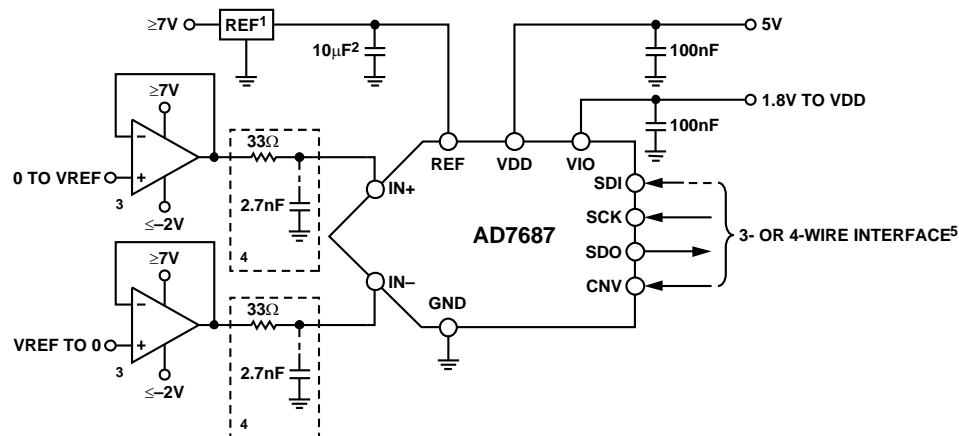 ≥7V
REF¹
10μF²
5V
100nF
1.8V TO VDD
100nF
≥7V
0 TO VREF
3
≤–2V
33Ω
2.7nF
4
REF
VDD
VIO
IN+
SDI
SCK
AD7687
SDO
3- OR 4-WIRE INTERFACE⁵
CNV
IN–
GND
≥7V
VREF TO 0
3
≤–2V
33Ω
2.7nF
4